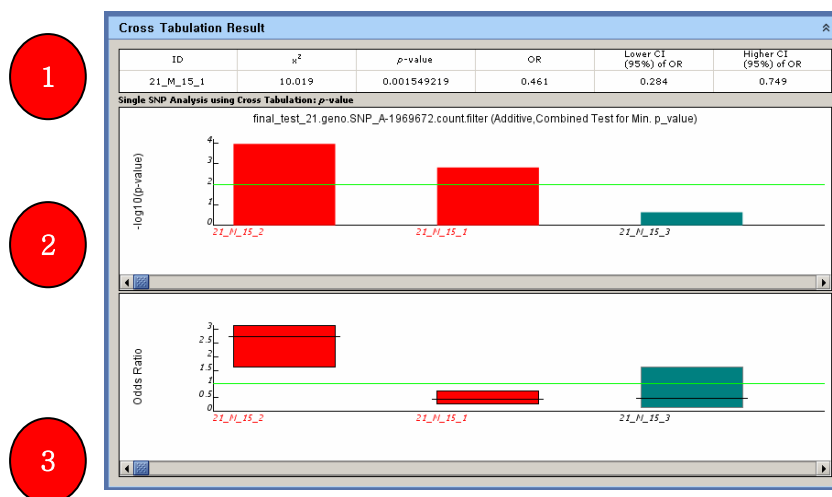 Cross Tabulation Result
1
ID
χ²
p-value
OR
Lower CI (95%) of OR
Higher CI (95%) of OR
21_M_15_1
10.019
0.001549219
0.461
0.284
0.749
Single SNP Analysis using Cross Tabulation: p-value
final_test_21.geno.SNP_A-1969672.count.filter (Additive,Combined Test for Min. p_value)
-log10(p-value)
4
3
2
1
0
21_M_15_2
21_M_15_1
21_M_15_3
2
Odds Ratio
3
2.5
2
1.5
1
0.5
0
21_M_15_2
21_M_15_1
21_M_15_3
3